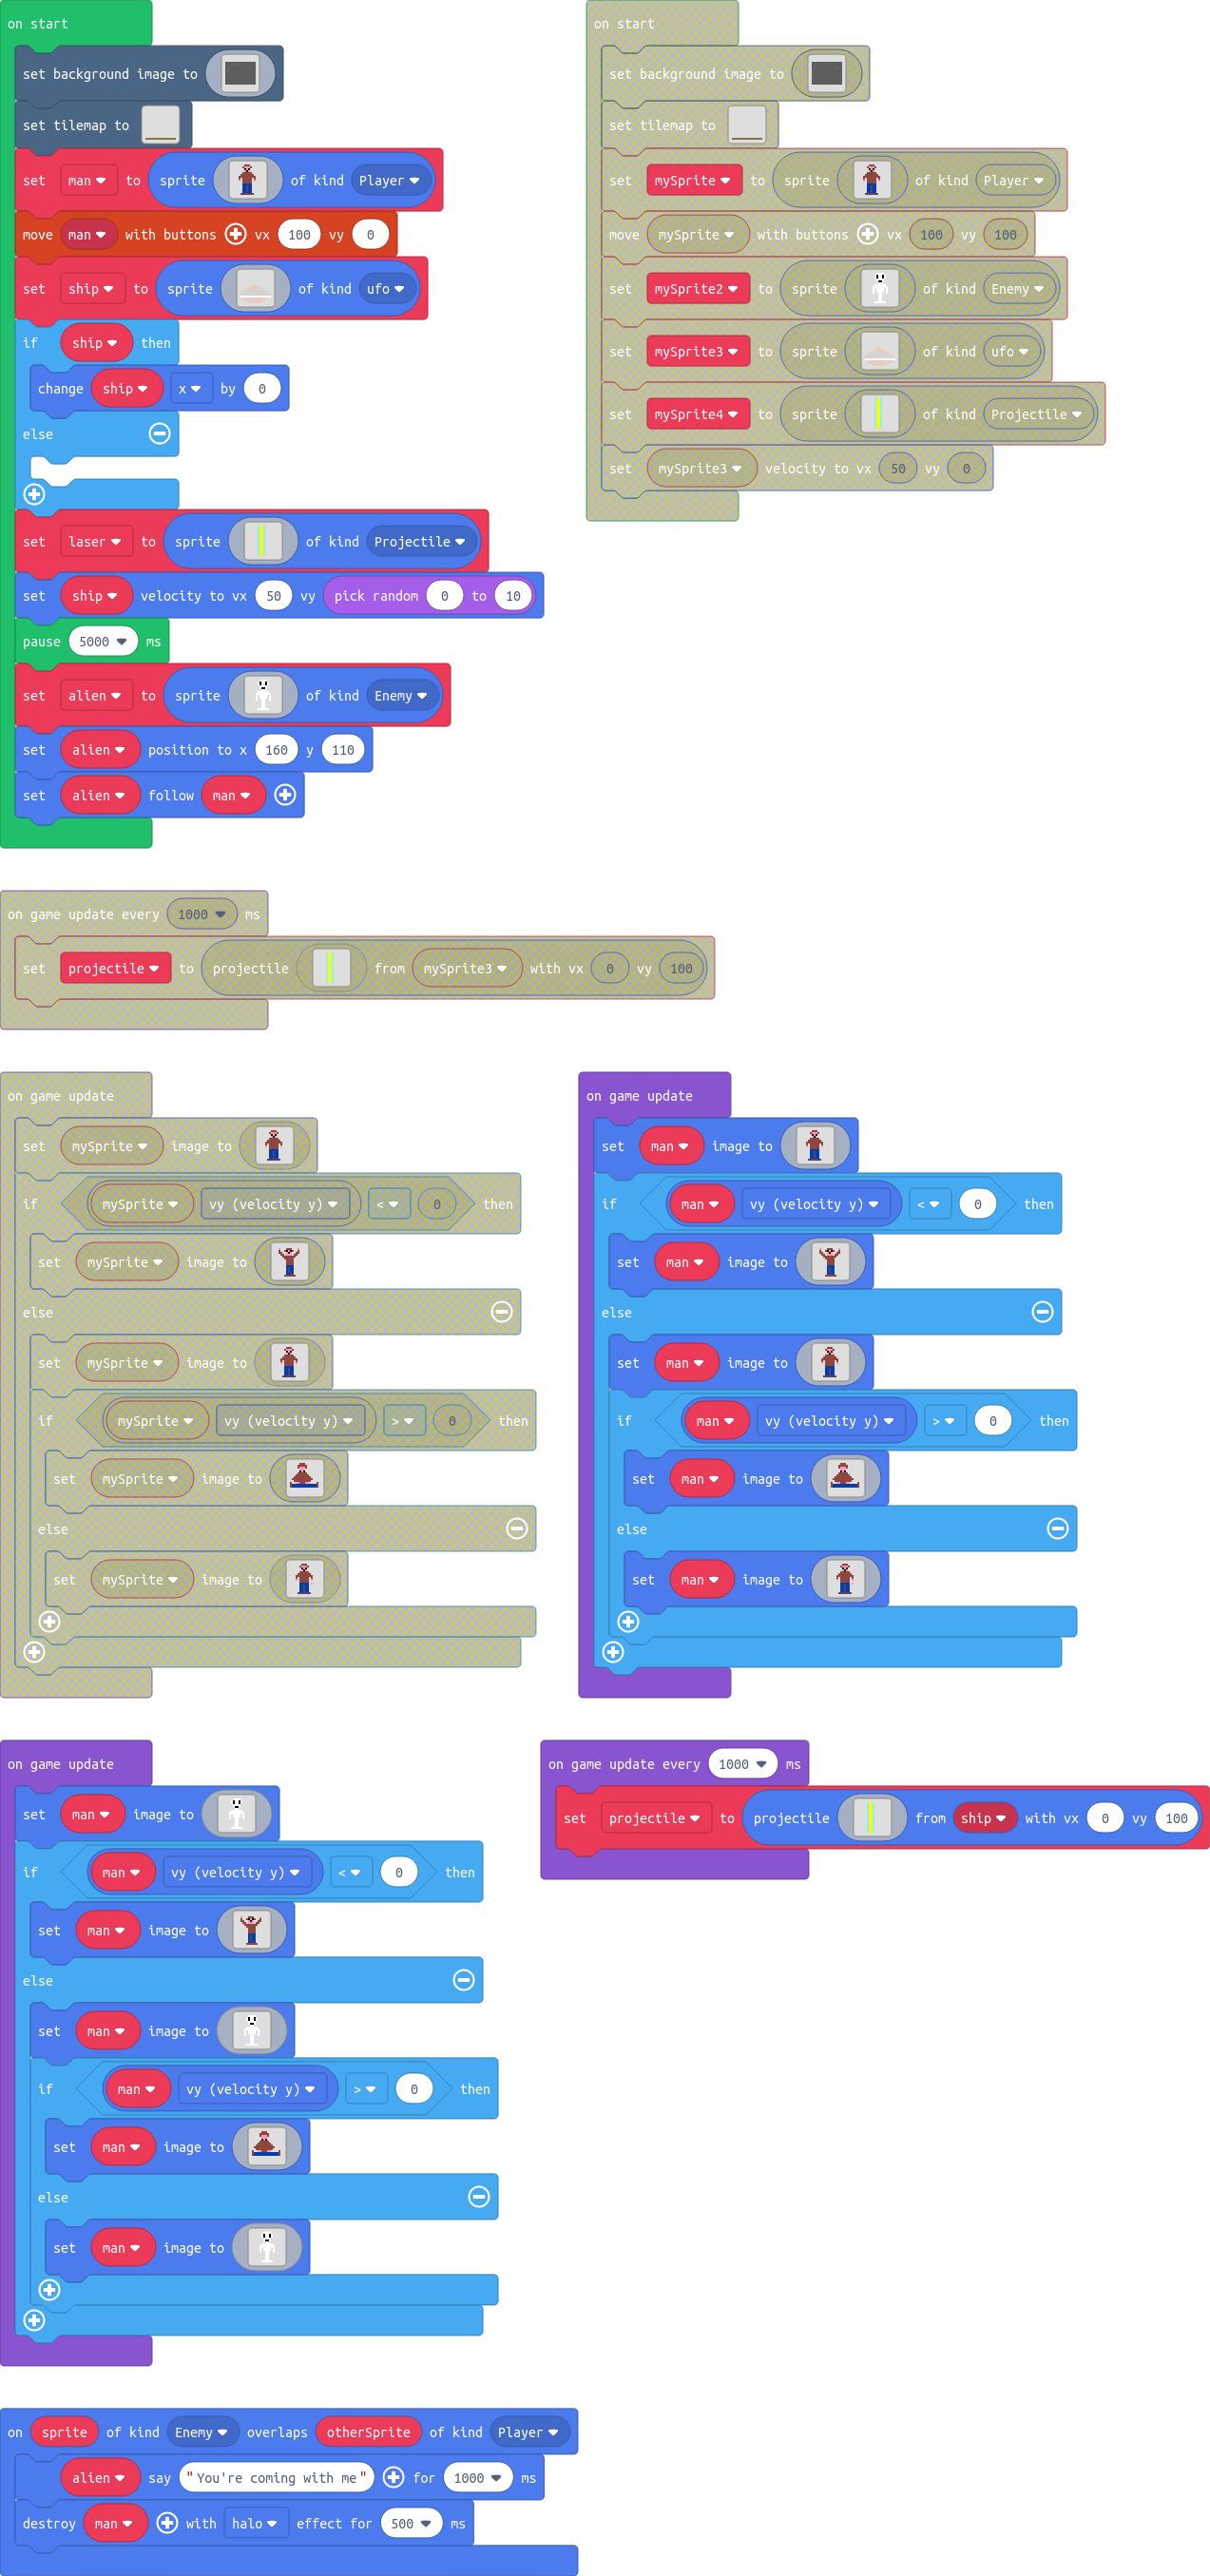 on start
set background image to
set tilemap to
set man to sprite of kind Player
move man with buttons vx 100 vy 0
set ship to sprite of kind ufo
if ship then
change ship x by 0
else
set laser to sprite of kind Projectile
set ship velocity to vx 50 vy pick random 0 to 10
pause 5000 ms
set alien to sprite of kind Enemy
set alien position to x 160 y 110
set alien follow man
on start
set background image to
set tilemap to
set mySprite to sprite of kind Player
move mySprite with buttons vx 100 vy 100
set mySprite2 to sprite of kind Enemy
set mySprite3 to sprite of kind ufo
set mySprite4 to sprite of kind Projectile
set mySprite3 velocity to vx 50 vy 0
on game update every 1000 ms
set projectile to projectile from mySprite3 with vx 0 vy 100
on game update
set mySprite image to
if mySprite vy (velocity y) < 0 then
set mySprite image to
else
set mySprite image to
if mySprite vy (velocity y) > 0 then
set mySprite image to
else
set mySprite image to
on game update
set man image to
if man vy (velocity y) < 0 then
set man image to
else
set man image to
if man vy (velocity y) > 0 then
set man image to
else
set man image to
on game update
set man image to
if man vy (velocity y) < 0 then
set man image to
else
set man image to
if man vy (velocity y) > 0 then
set man image to
else
set man image to
on game update every 1000 ms
set projectile to projectile from ship with vx 0 vy 100
on sprite of kind Enemy overlaps otherSprite of kind Player
alien say "You're coming with me" for 1000 ms
destroy man with halo effect for 500 ms